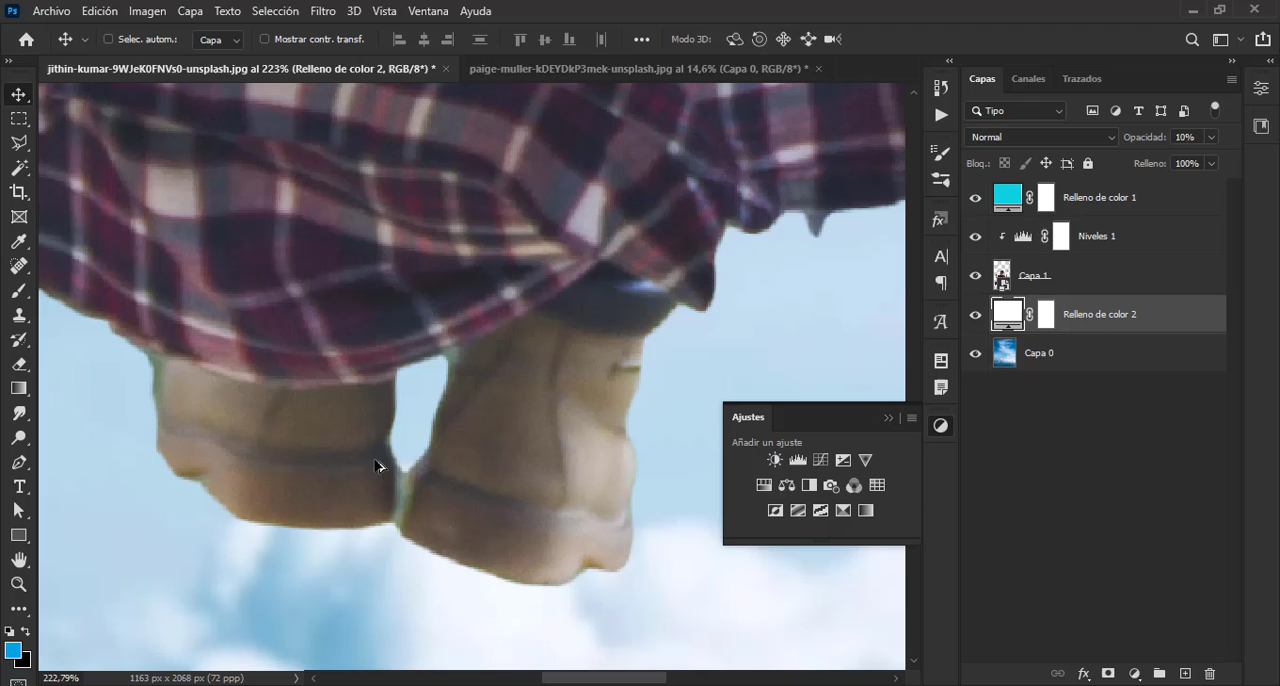 Ps Archivo Edición Imagen Capa Texto Selección Filtro 3D Vista Ventana Ayuda
Selec. autom.: Capa Mostrar contr. transf. Modo 3D:
jithin-kumar-9WJeK0FNVs0-unsplash.jpg al 223% (Relleno de color 2, RGB/8*) * paige-muller-kDEYDkP3mek-unsplash.jpg al 14,6% (Capa 0, RGB/8*) *
Capas Canales Trazados
Tipo
Normal Opacidad: 10%
Bloq.: Relleno: 100%
Relleno de color 1
Niveles 1
Capa 1
Relleno de color 2
Capa 0
Ajustes
Añadir un ajuste
222,79% 1163 px x 2068 px (72 ppp)